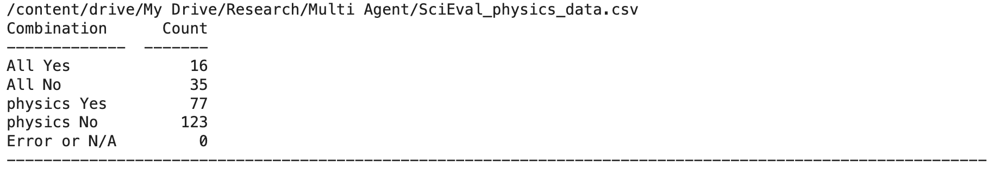 /content/drive/My Drive/Research/Multi Agent/SciEval_physics_data.csv
Combination      Count
-------------  -------
All Yes             16
All No              35
physics Yes         77
physics No         123
Error or N/A         0
-----------------------------------------------------------------------------------------------------------